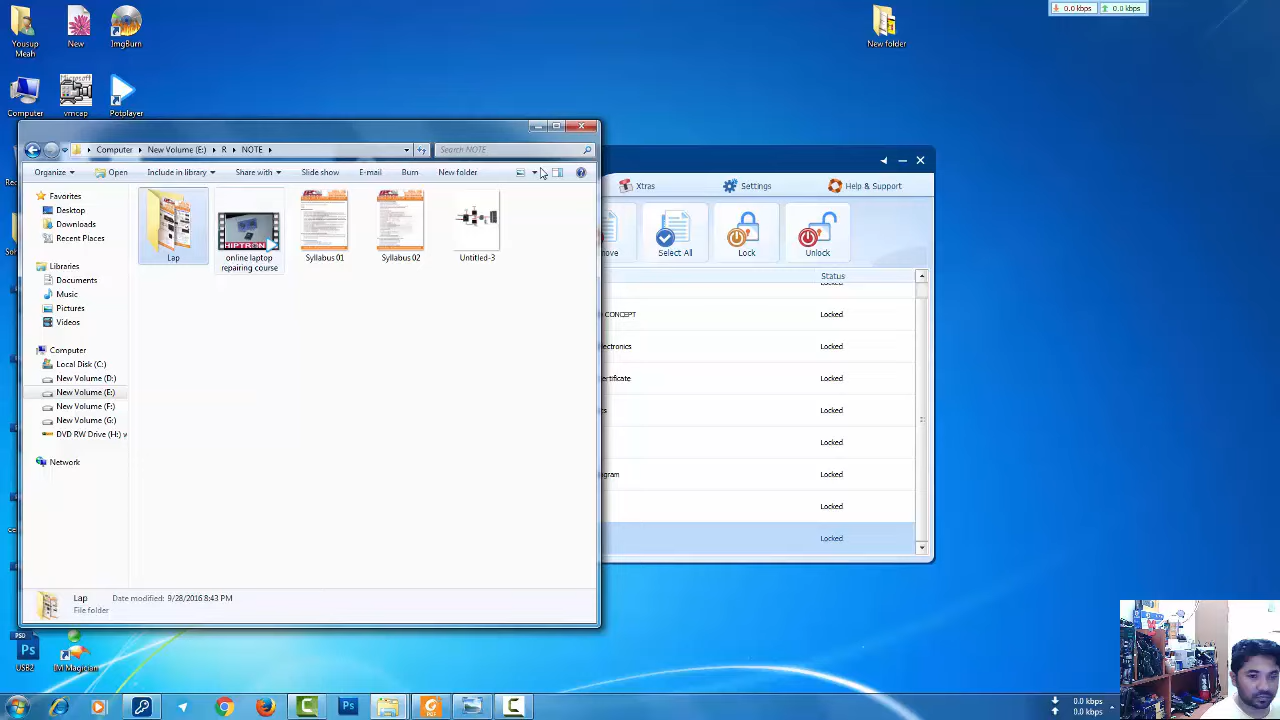 0.0 kbps 0.0 kbps
Yousup Meah
New
ImgBurn
New folder
Computer
Microsoft
vmcap
Potplayer
Computer New Volume (E:) R NOTE
Search NOTE
Organize Open Include in library Share with Slide show E-mail Burn New folder
Xtras Settings Help & Support
Favorites
Desktop
Downloads
Recent Places
Libraries
Documents
Music
Pictures
Videos
Computer
Local Disk (C:)
New Volume (D:)
New Volume (E:)
New Volume (F:)
New Volume (G:)
DVD RW Drive (H:)
Network
Lap
HIPTRON
online laptop
repairing course
Syllabus 01
Syllabus 02
Untitled-3
Select All
Lock
Unlock
Status
Locked
CONCEPT Locked
Locked
Locked
Locked
Locked
Locked
Locked
Locked
Lap Date modified: 9/28/2016 8:43 PM
File folder
PSD
Ps
USB2
Ps
PDF
0.0 kbps
0.0 kbps